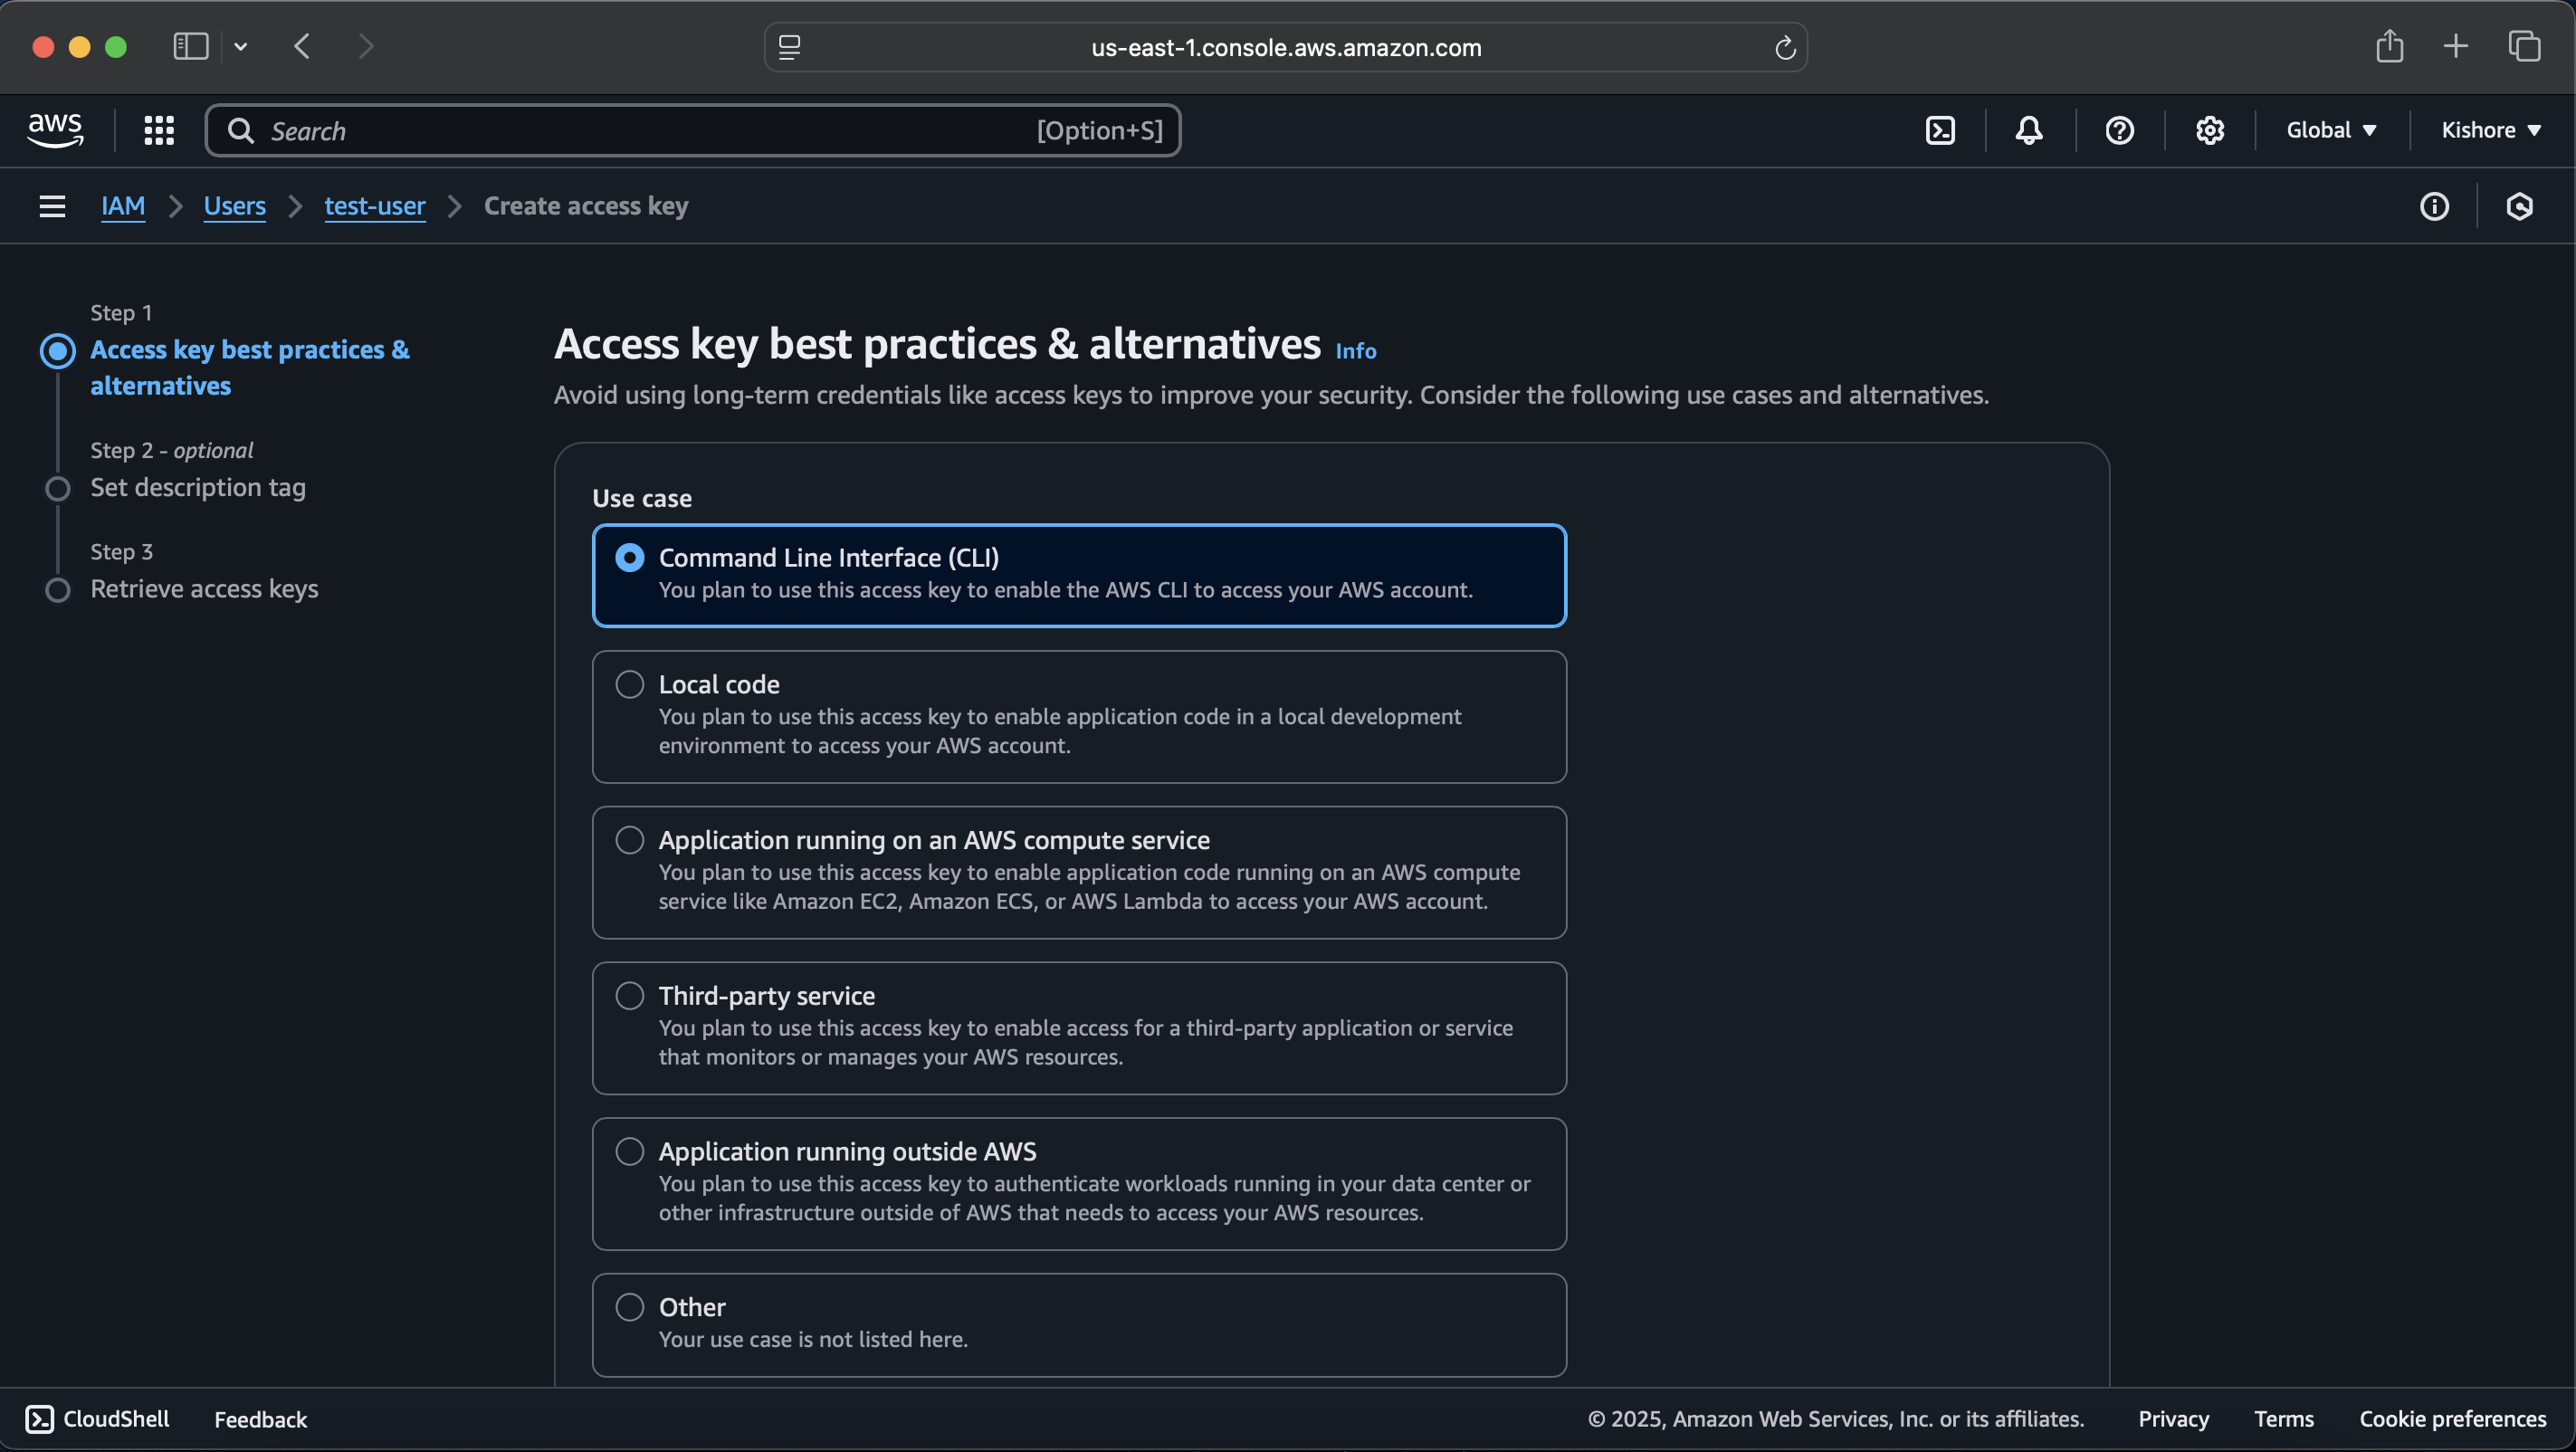 us-east-1.console.aws.amazon.com
aws
Search
[Option+S]
Global
Kishore
IAM
Users
test-user
Create access key
Step 1
Access key best practices &
alternatives
Step 2 - optional
Set description tag
Step 3
Retrieve access keys
Access key best practices & alternatives Info
Avoid using long-term credentials like access keys to improve your security. Consider the following use cases and alternatives.
Use case
Command Line Interface (CLI)
You plan to use this access key to enable the AWS CLI to access your AWS account.
Local code
You plan to use this access key to enable application code in a local development
environment to access your AWS account.
Application running on an AWS compute service
You plan to use this access key to enable application code running on an AWS compute
service like Amazon EC2, Amazon ECS, or AWS Lambda to access your AWS account.
Third-party service
You plan to use this access key to enable access for a third-party application or service
that monitors or manages your AWS resources.
Application running outside AWS
You plan to use this access key to authenticate workloads running in your data center or
other infrastructure outside of AWS that needs to access your AWS resources.
Other
Your use case is not listed here.
CloudShell
Feedback
© 2025, Amazon Web Services, Inc. or its affiliates.
Privacy
Terms
Cookie preferences